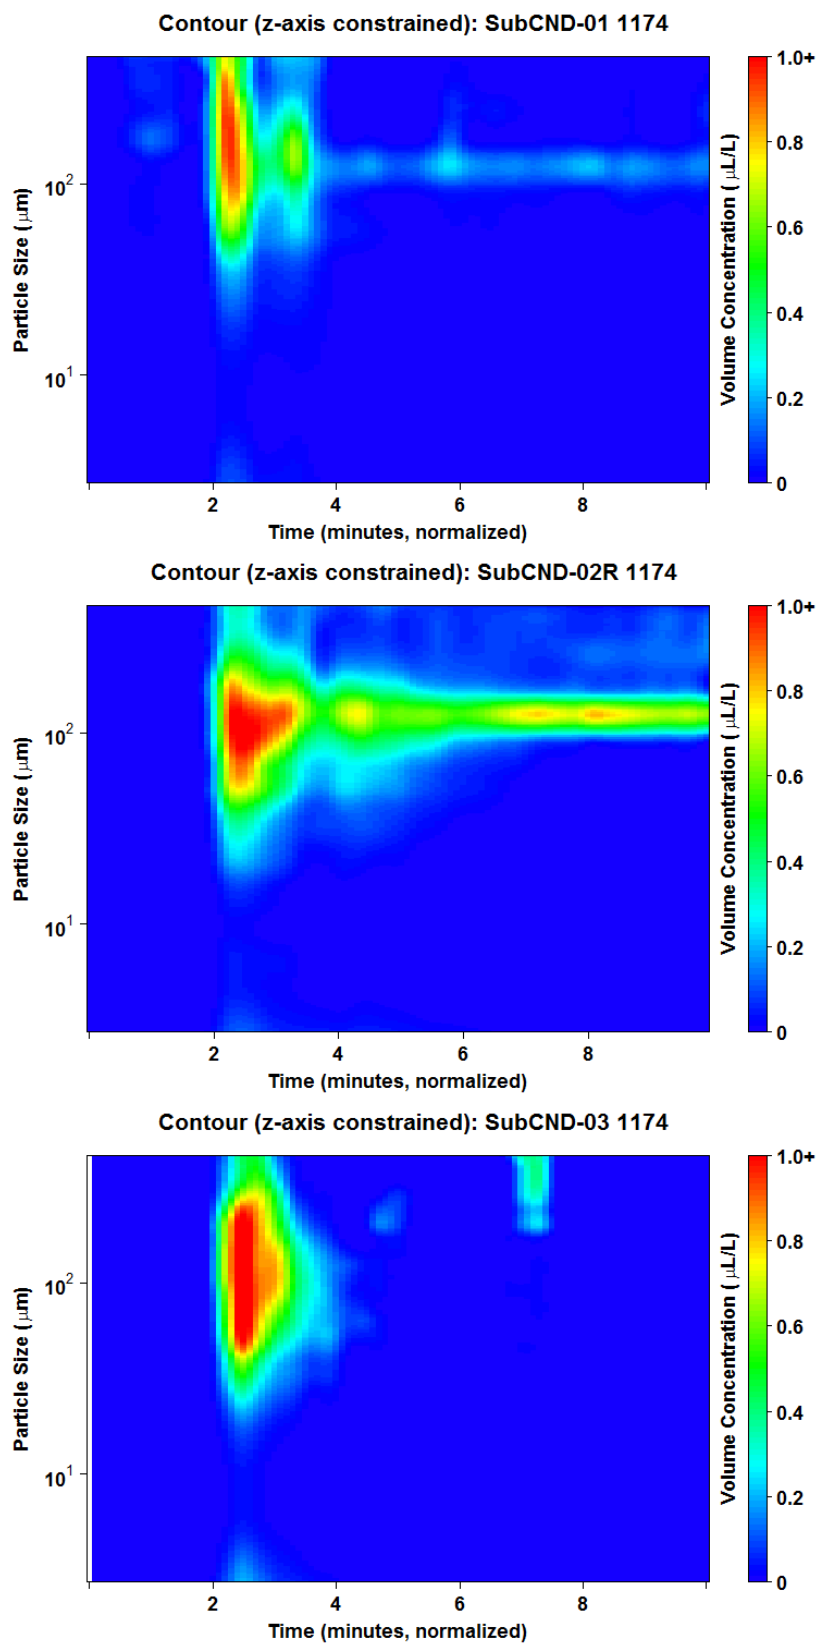 Contour (z-axis constrained): SubCND-01 1174
Particle Size ( μm)
10²
10¹
2 4 6 8
Time (minutes, normalized)
Volume Concentration ( μL/L)
1.0+
0.8
0.6
0.4
0.2
0
Contour (z-axis constrained): SubCND-02R 1174
Particle Size ( μm)
10²
10¹
2 4 6 8
Time (minutes, normalized)
Volume Concentration ( μL/L)
1.0+
0.8
0.6
0.4
0.2
0
Contour (z-axis constrained): SubCND-03 1174
Particle Size ( μm)
10²
10¹
2 4 6 8
Time (minutes, normalized)
Volume Concentration ( μL/L)
1.0+
0.8
0.6
0.4
0.2
0